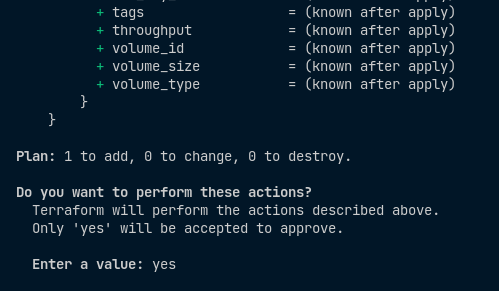 + tags                  = (known after apply)
+ throughput            = (known after apply)
+ volume_id             = (known after apply)
+ volume_size           = (known after apply)
+ volume_type           = (known after apply)
}
}
Plan: 1 to add, 0 to change, 0 to destroy.
Do you want to perform these actions?
Terraform will perform the actions described above.
Only 'yes' will be accepted to approve.
Enter a value: yes